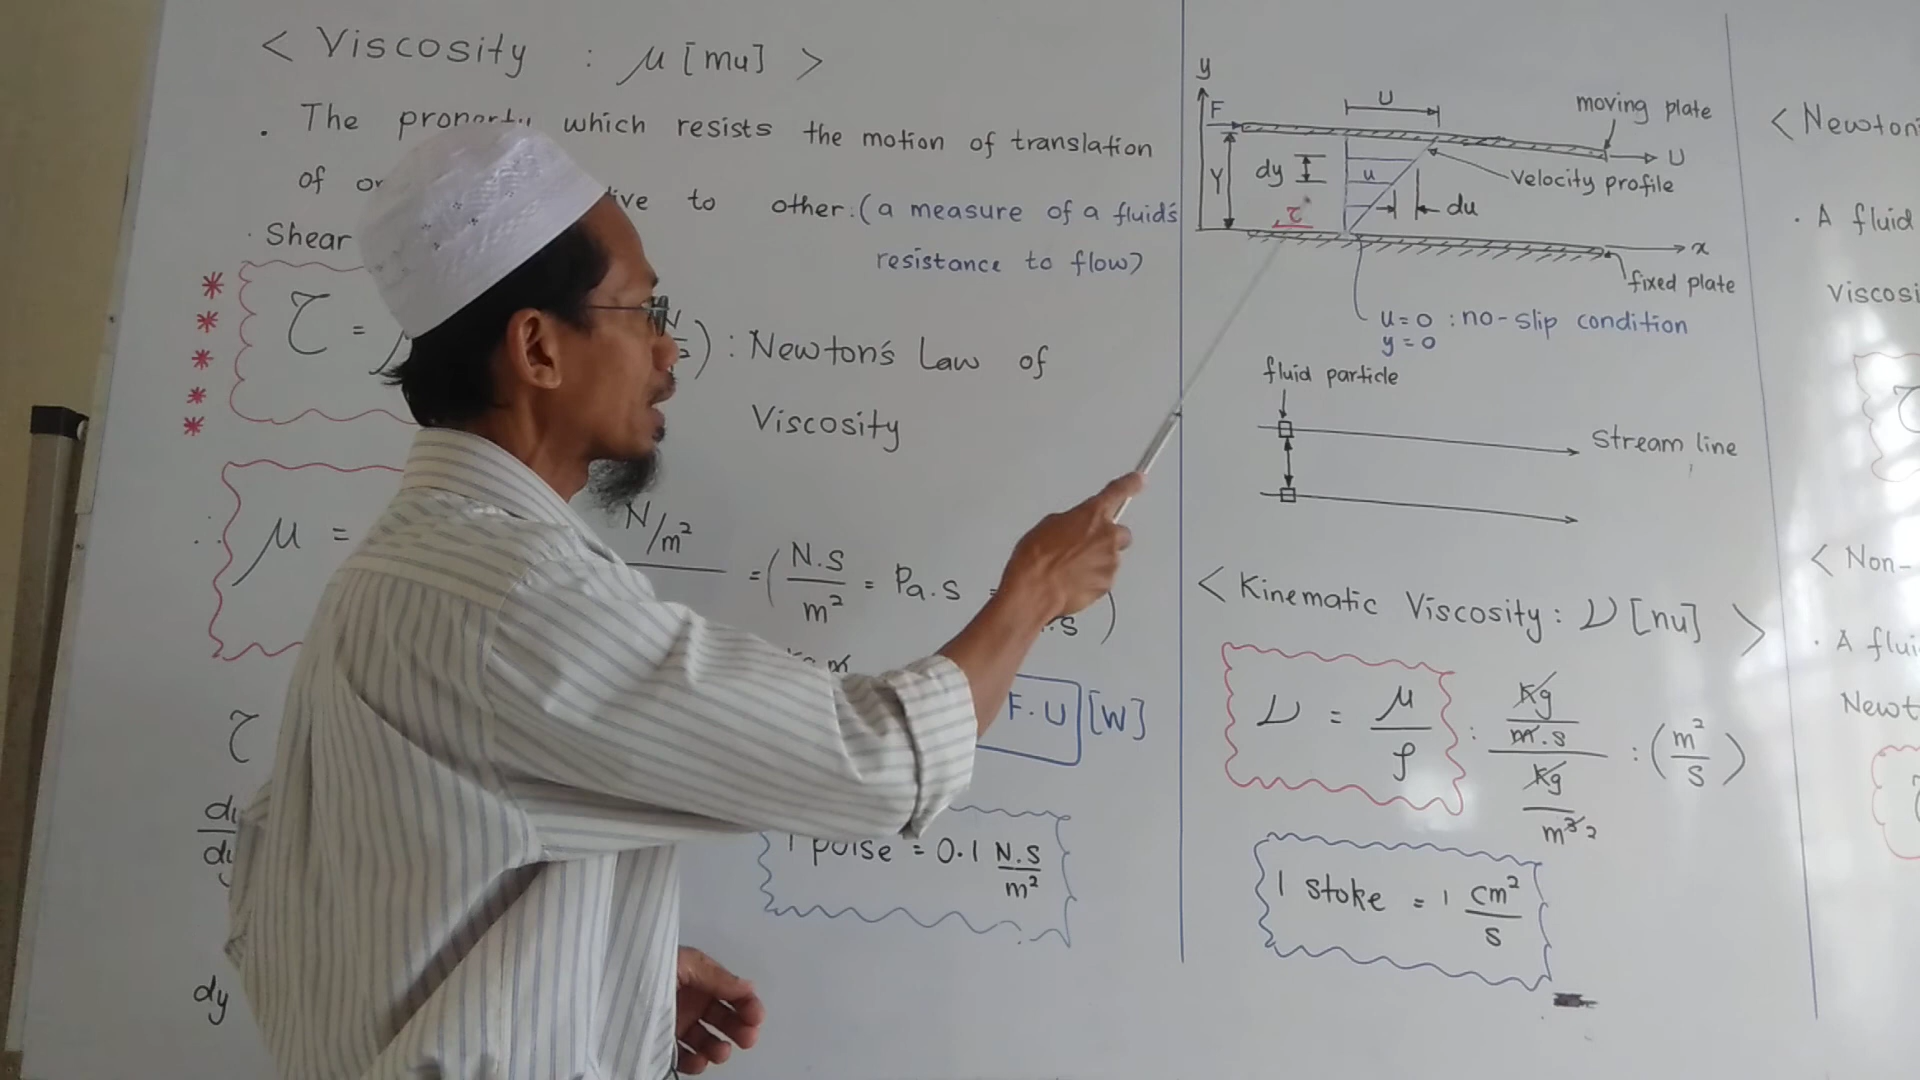 < Viscosity : μ [mu] >
. The property which resists the motion of translation
of to other: (a measure of a fluid's
resistance to flow)
. Shear
* * * * *
τ = ) : Newton's Law of
Viscosity
∴ μ = N/m² = ( N.s/m² = Pa.s )
τ F.U [W]
1 poise = 0.1 N.s/m²
dy
y
F U moving plate
U
Y dy u velocity profile
du
τ
x
fixed plate
u=0 : no-slip condition
y=0
fluid particle
stream line
< Kinematic Viscosity: ν [nu] >
ν = μ/ρ : kg/m.s / kg/m³ 2 : (m²/s)
1 stoke = 1 cm²/s
. A fluid
< Non-
Newt